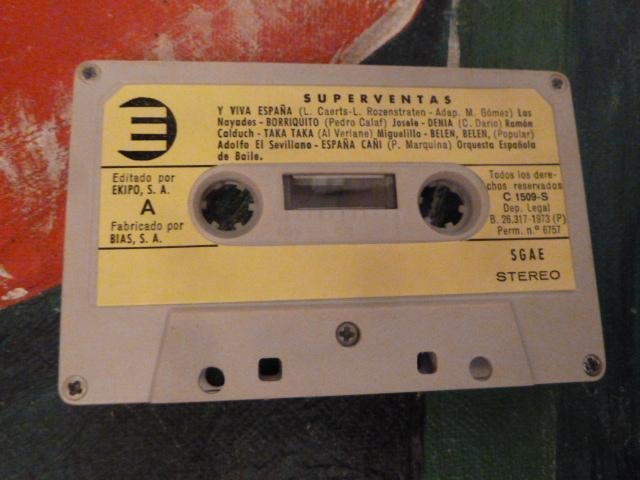 SUPERVENTAS
Y VIVA ESPAÑA (L. Caerts-L. Rozenstraten - Adap. M. Gómez) Las
Nayades - BORRIQUITO (Pedro Calaf) Josele - DENIA (C. Dario) Ramón
Calduch - TAKA TAKA (Al Verlane) Miguelillo - BELEN, BELEN, (Popular)
Adolfo El Sevillano - ESPAÑA CAÑI (P. Marquina) Orquesta Española
de Baile.
Editado por
EKIPO, S. A.
A
Fabricado por
BIAS, S. A.
Todos los dere-
chos reservados
C 1509-S
Dep. Legal
B. 26.317-1973 (P)
Perm. n.º 6757
SGAE
STEREO